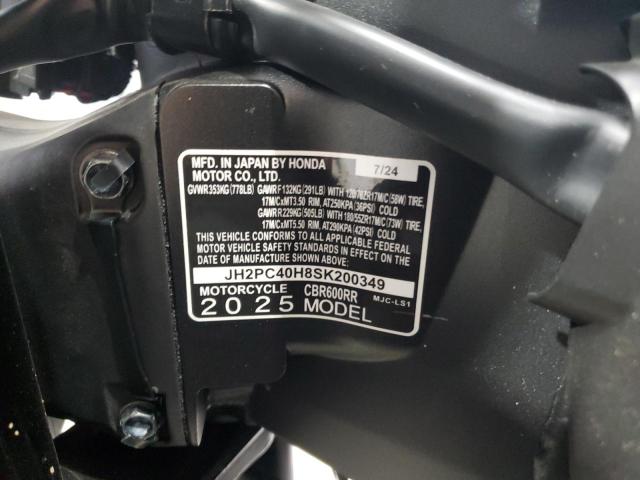 MFD. IN JAPAN BY HONDA 7/24
MOTOR CO., LTD.
GVWR353KG(778LB) GAWRF132KG(291LB) WITH 120/70ZR17M/C(58W) TIRE,
17M/CxMT3.50 RIM, AT250KPA(36PSI) COLD
GAWRR229KG(505LB) WITH 180/55ZR17M/C(73W) TIRE,
17M/CxMT5.50 RIM, AT290KPA(42PSI) COLD
THIS VEHICLE CONFORMS TO ALL APPLICABLE FEDERAL
MOTOR VEHICLE SAFETY STANDARDS IN EFFECT ON THE
DATE OF MANUFACTURE SHOWN ABOVE.
JH2PC40H8SK200349
MOTORCYCLE CBR600RR MJC-LS1
2025 MODEL